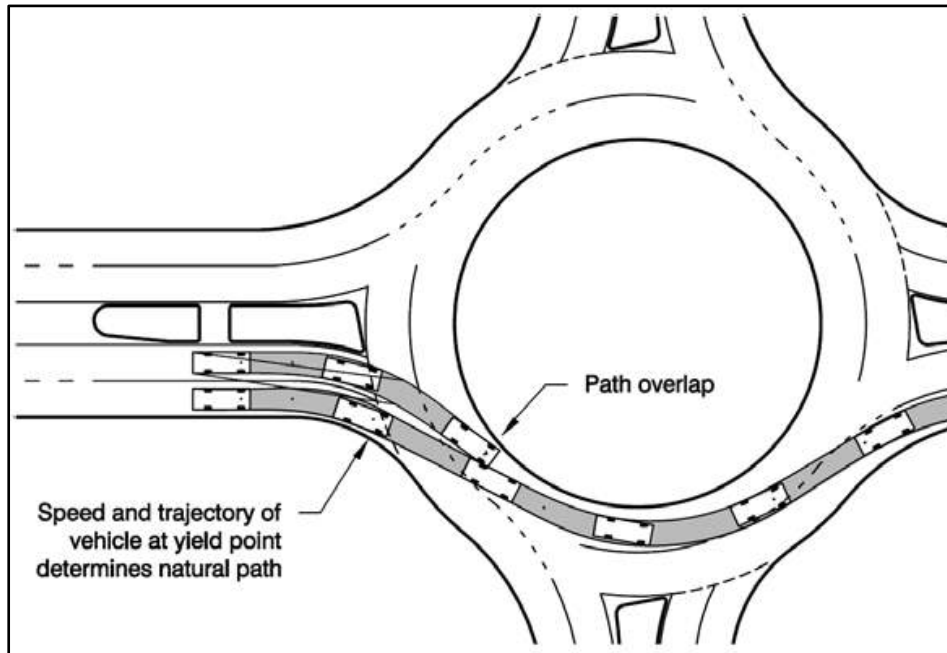 Path overlap
Speed and trajectory of
vehicle at yield point
determines natural path